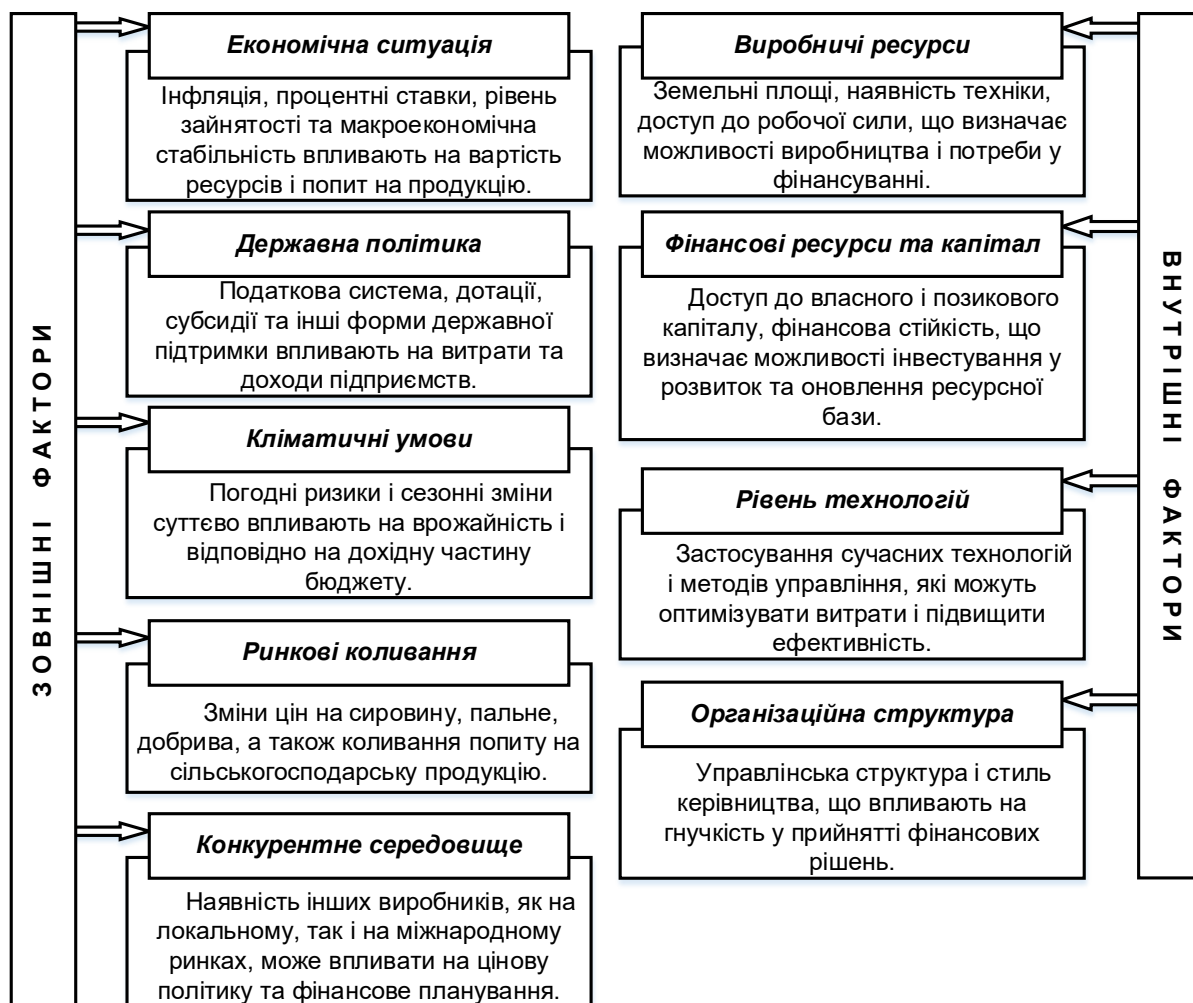 ЗОВНІШНІ ФАКТОРИ
Економічна ситуація
Інфляція, процентні ставки, рівень
зайнятості та макроекономічна
стабільність впливають на вартість
ресурсів і попит на продукцію.
Державна політика
Податкова система, дотації,
субсидії та інші форми державної
підтримки впливають на витрати та
доходи підприємств.
Кліматичні умови
Погодні ризики і сезонні зміни
суттєво впливають на врожайність і
відповідно на дохідну частину
бюджету.
Ринкові коливання
Зміни цін на сировину, пальне,
добрива, а також коливання попиту на
сільськогосподарську продукцію.
Конкурентне середовище
Наявність інших виробників, як на
локальному, так і на міжнародному
ринках, може впливати на цінову
політику та фінансове планування.
Виробничі ресурси
Земельні площі, наявність техніки,
доступ до робочої сили, що визначає
можливості виробництва і потреби у
фінансуванні.
Фінансові ресурси та капітал
Доступ до власного і позикового
капіталу, фінансова стійкість, що
визначає можливості інвестування у
розвиток та оновлення ресурсної
бази.
Рівень технологій
Застосування сучасних технологій
і методів управління, які можуть
оптимізувати витрати і підвищити
ефективність.
Організаційна структура
Управлінська структура і стиль
керівництва, що впливають на
гнучкість у прийнятті фінансових
рішень.
ВНУТРІШНІ ФАКТОРИ